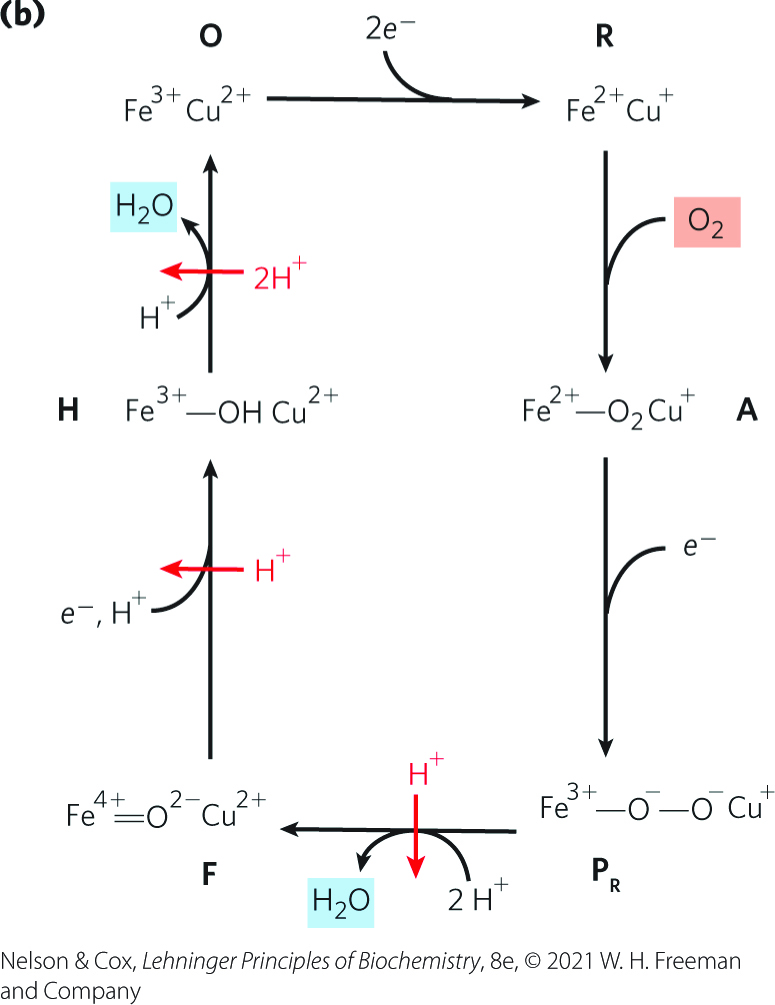 (b)
O
2e⁻
R
Fe³⁺ Cu²⁺
Fe²⁺ Cu⁺
H₂O
O₂
2H⁺
H⁺
H
Fe³⁺—OH Cu²⁺
Fe²⁺—O₂ Cu⁺
A
H⁺
e⁻
e⁻, H⁺
H⁺
Fe⁴⁺=O²⁻ Cu²⁺
Fe³⁺—O⁻—O⁻ Cu⁺
F
P_R
H₂O
2 H⁺
Nelson & Cox, Lehninger Principles of Biochemistry, 8e, © 2021 W. H. Freeman
and Company